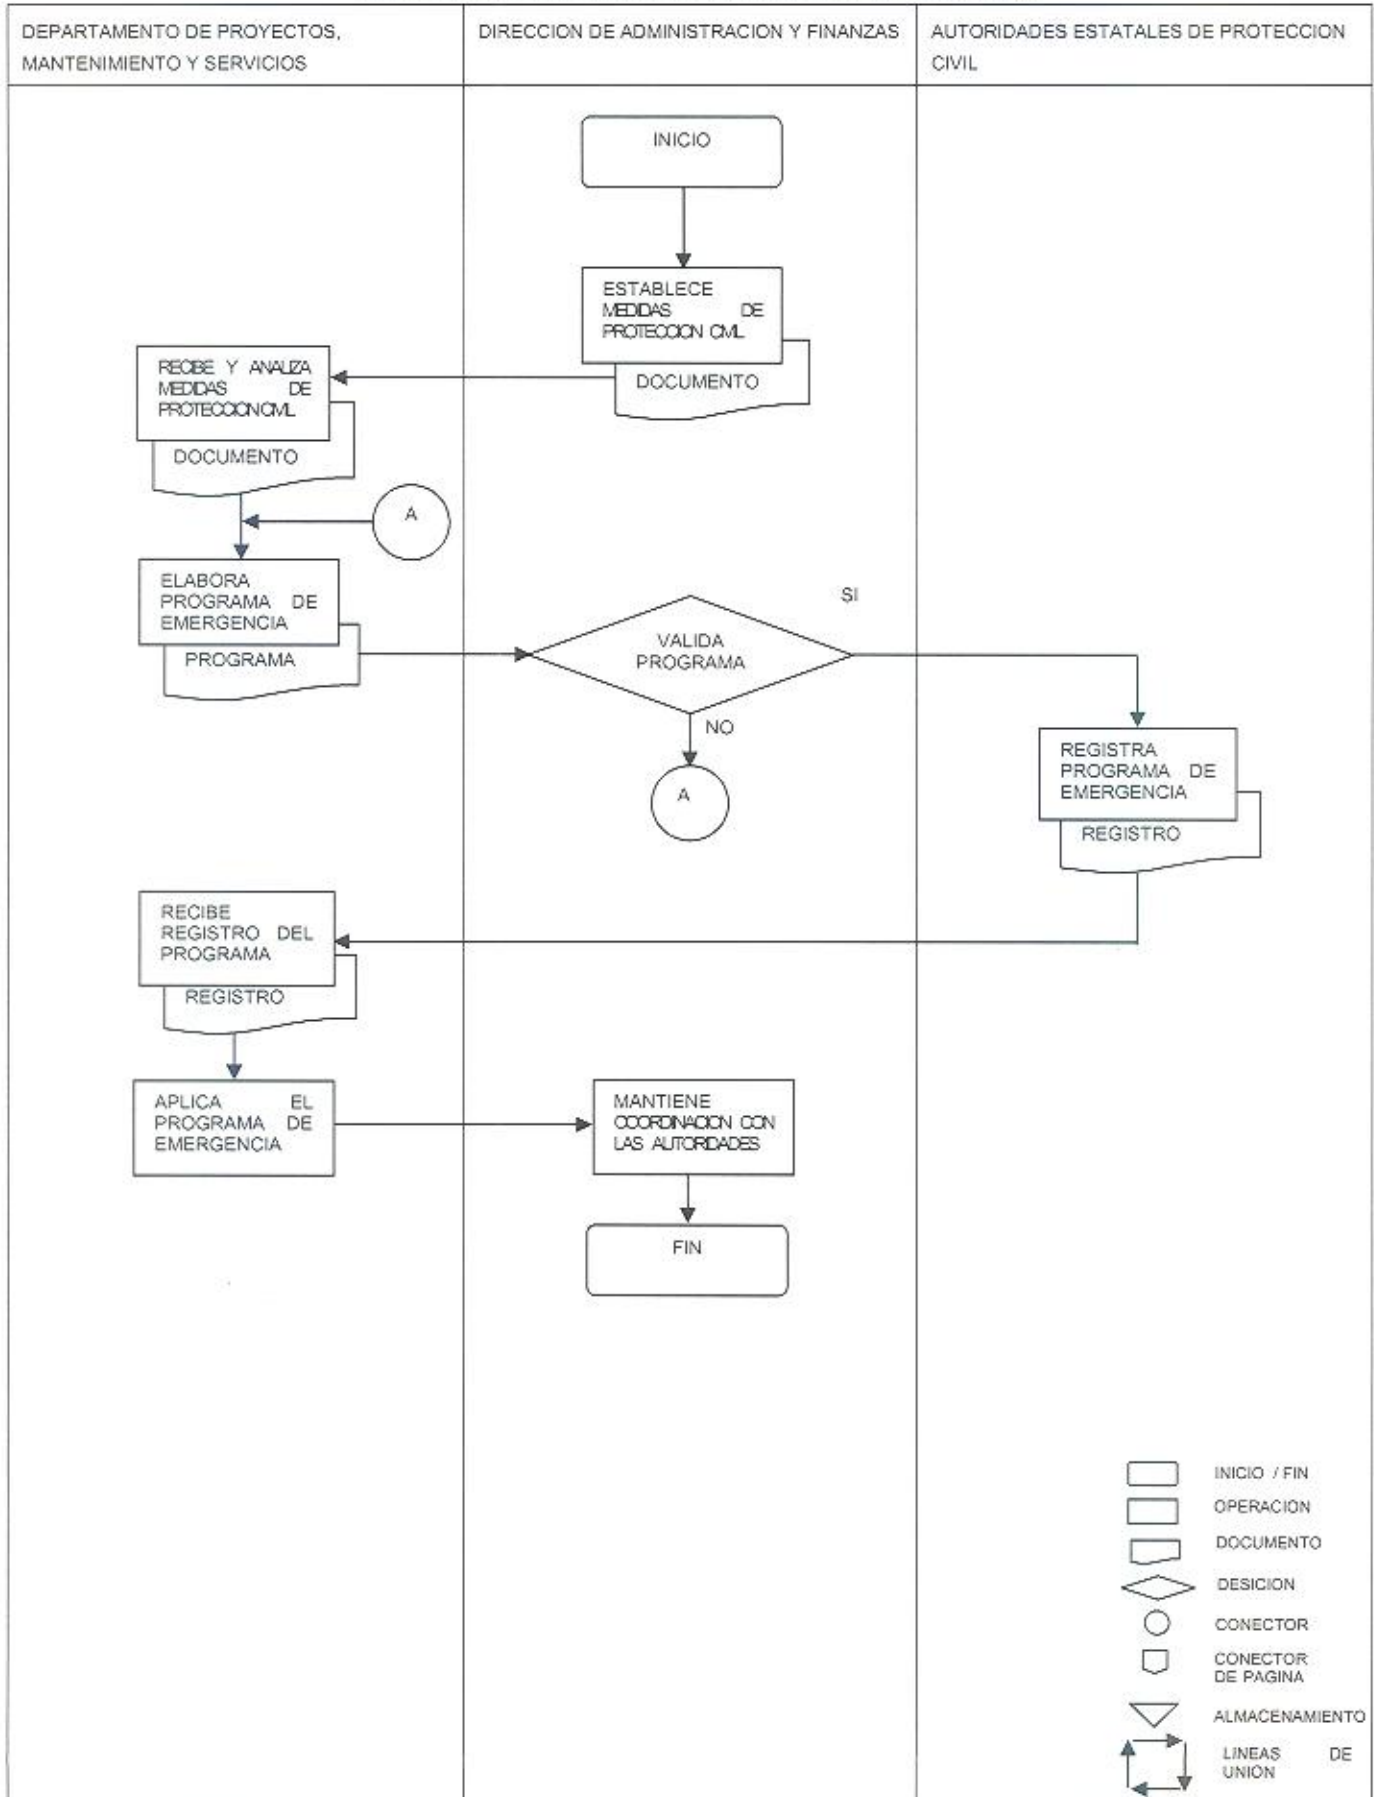 DEPARTAMENTO DE PROYECTOS,
MANTENIMIENTO Y SERVICIOS
DIRECCION DE ADMINISTRACION Y FINANZAS
AUTORIDADES ESTATALES DE PROTECCION
CIVIL
INICIO
ESTABLECE
MEDIDAS DE
PROTECCION CIVIL
DOCUMENTO
RECIBE Y ANALIZA
MEDIDAS DE
PROTECCION CIVIL
DOCUMENTO
A
ELABORA
PROGRAMA DE
EMERGENCIA
PROGRAMA
VALIDA
PROGRAMA
SI
NO
A
REGISTRA
PROGRAMA DE
EMERGENCIA
REGISTRO
RECIBE
REGISTRO DEL
PROGRAMA
REGISTRO
APLICA EL
PROGRAMA DE
EMERGENCIA
MANTIENE
COORDINACION CON
LAS AUTORIDADES
FIN
INICIO / FIN
OPERACION
DOCUMENTO
DESICION
CONECTOR
CONECTOR
DE PAGINA
ALMACENAMIENTO
LINEAS DE
UNION